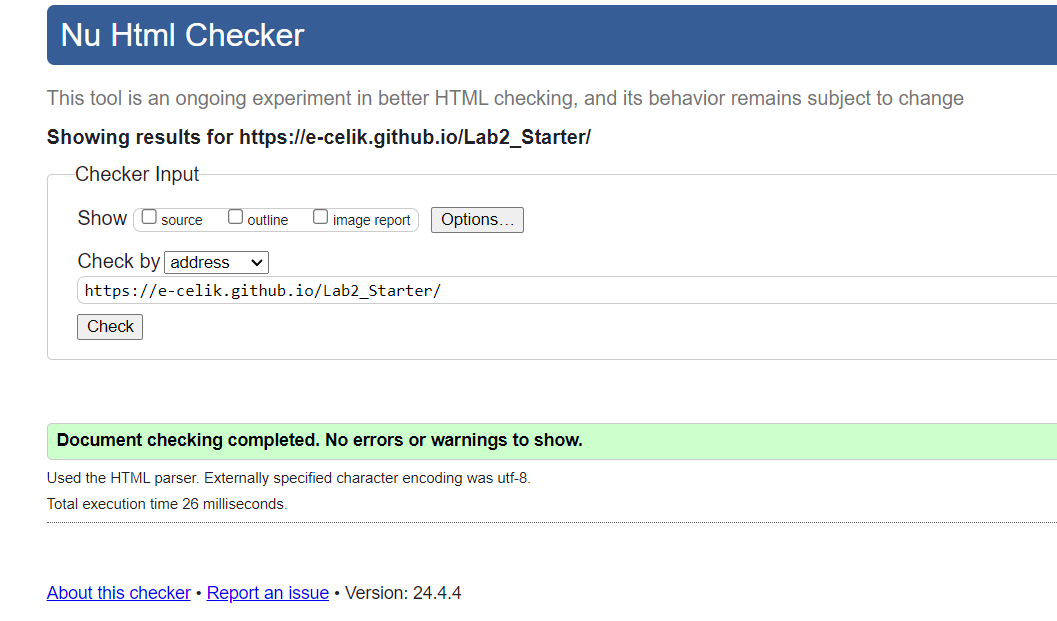 Nu Html Checker
This tool is an ongoing experiment in better HTML checking, and its behavior remains subject to change
Showing results for https://e-celik.github.io/Lab2_Starter/
Checker Input
Show source outline image report Options...
Check by address
https://e-celik.github.io/Lab2_Starter/
Check
Document checking completed. No errors or warnings to show.
Used the HTML parser. Externally specified character encoding was utf-8.
Total execution time 26 milliseconds.
About this checker • Report an issue • Version: 24.4.4